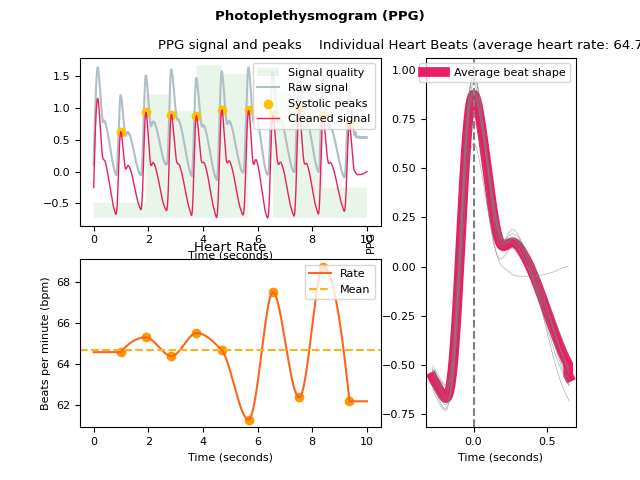 Photoplethysmogram (PPG)
PPG signal and peaks
Individual Heart Beats (average heart rate: 64.7
1.5
1.0
0.5
0.0
−0.5
Signal quality
Raw signal
Systolic peaks
Cleaned signal
0 2 4 6 8 10
Time (seconds)
Heart Rate
68
66
64
62
Beats per minute (bpm)
Rate
Mean
0 2 4 6 8 10
Time (seconds)
PPG
1.00
0.75
0.50
0.25
0.00
−0.25
−0.50
−0.75
Average beat shape
0.0 0.5
Time (seconds)